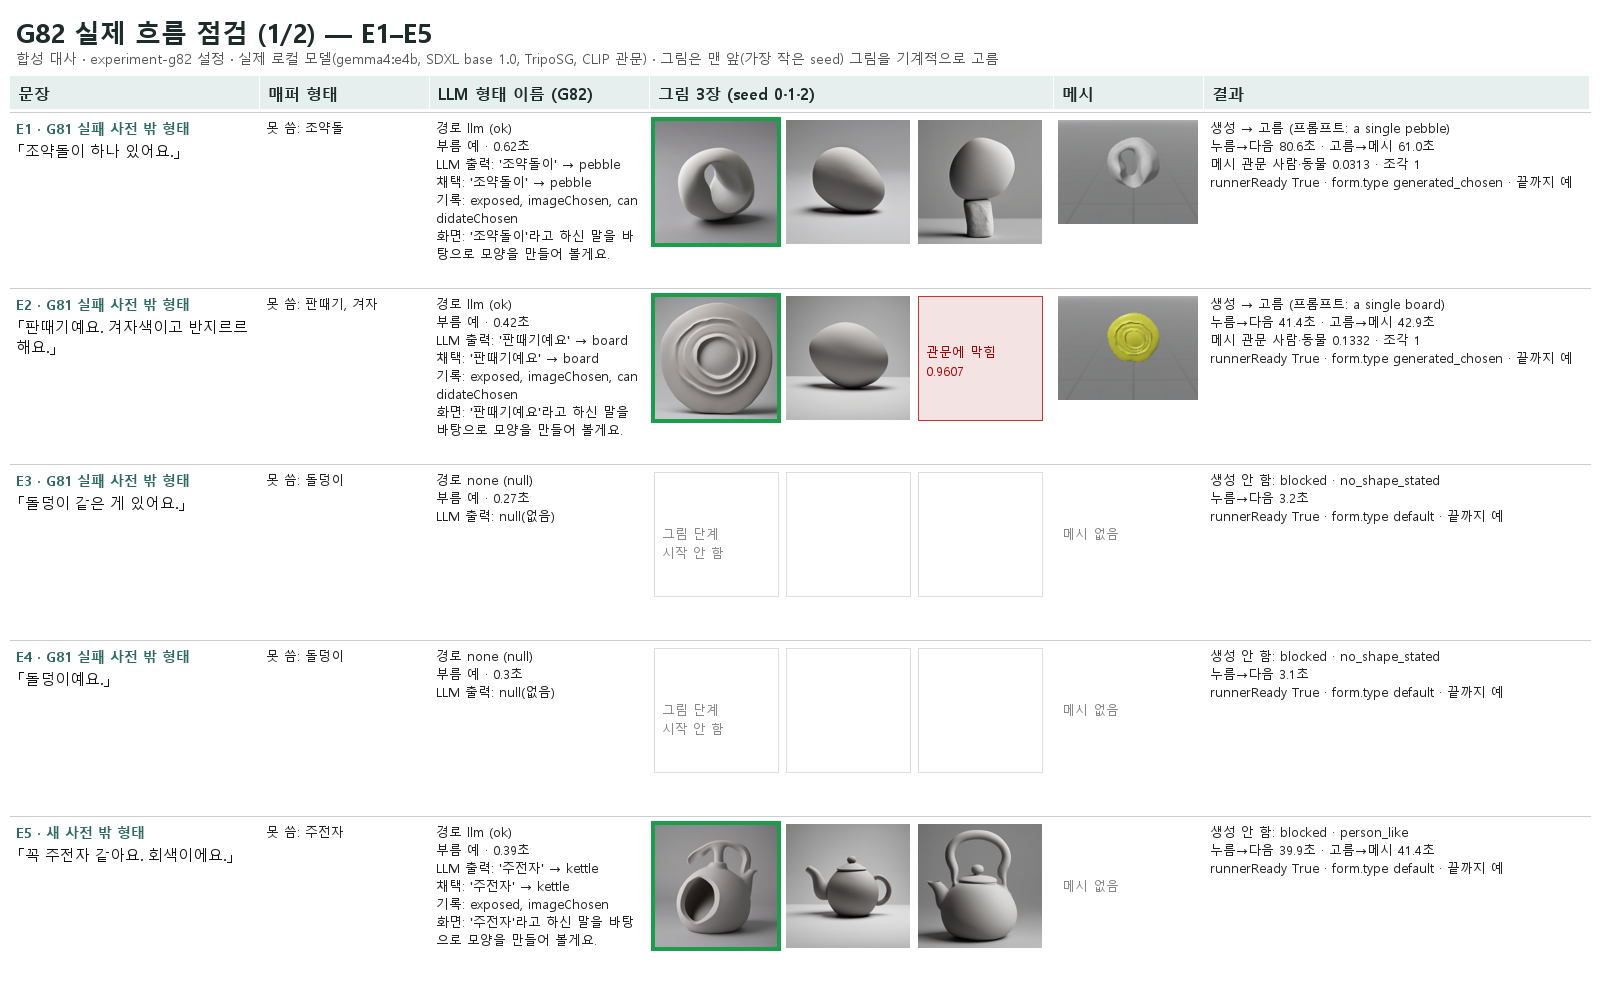 G82 실제 흐름 점검 (1/2) — E1–E5
합성 대사 · experiment-g82 설정 · 실제 로컬 모델(gemma4:e4b, SDXL base 1.0, TripoSG, CLIP 관문) · 그림은 맨 앞(가장 작은 seed) 그림을 기계적으로 고름
문장
매퍼 형태
LLM 형태 이름 (G82)
그림 3장 (seed 0·1·2)
메시
결과
E1 · G81 실패 사전 밖 형태
「조약돌이 하나 있어요.」
못 씀: 조약돌
경로 llm (ok)
부름 예 · 0.62초
LLM 출력: '조약돌이' → pebble
채택: '조약돌이' → pebble
기록: exposed, imageChosen, can
didateChosen
화면: '조약돌이'라고 하신 말을 바
탕으로 모양을 만들어 볼게요.
생성 → 고름 (프롬프트: a single pebble)
누름→다음 80.6초 · 고름→메시 61.0초
메시 관문 사람·동물 0.0313 · 조각 1
runnerReady True · form.type generated_chosen · 끝까지 예
E2 · G81 실패 사전 밖 형태
「판때기예요. 겨자색이고 반지르르
해요.」
못 씀: 판때기, 겨자
경로 llm (ok)
부름 예 · 0.42초
LLM 출력: '판때기예요' → board
채택: '판때기예요' → board
기록: exposed, imageChosen, can
didateChosen
화면: '판때기예요'라고 하신 말을
바탕으로 모양을 만들어 볼게요.
관문에 막힘
0.9607
생성 → 고름 (프롬프트: a single board)
누름→다음 41.4초 · 고름→메시 42.9초
메시 관문 사람·동물 0.1332 · 조각 1
runnerReady True · form.type generated_chosen · 끝까지 예
E3 · G81 실패 사전 밖 형태
「돌덩이 같은 게 있어요.」
못 씀: 돌덩이
경로 none (null)
부름 예 · 0.27초
LLM 출력: null(없음)
그림 단계
시작 안 함
메시 없음
생성 안 함: blocked · no_shape_stated
누름→다음 3.2초
runnerReady True · form.type default · 끝까지 예
E4 · G81 실패 사전 밖 형태
「돌덩이예요.」
못 씀: 돌덩이
경로 none (null)
부름 예 · 0.3초
LLM 출력: null(없음)
그림 단계
시작 안 함
메시 없음
생성 안 함: blocked · no_shape_stated
누름→다음 3.1초
runnerReady True · form.type default · 끝까지 예
E5 · 새 사전 밖 형태
「꼭 주전자 같아요. 회색이에요.」
못 씀: 주전자
경로 llm (ok)
부름 예 · 0.39초
LLM 출력: '주전자' → kettle
채택: '주전자' → kettle
기록: exposed, imageChosen
화면: '주전자'라고 하신 말을 바탕
으로 모양을 만들어 볼게요.
메시 없음
생성 안 함: blocked · person_like
누름→다음 39.9초 · 고름→메시 41.4초
runnerReady True · form.type default · 끝까지 예